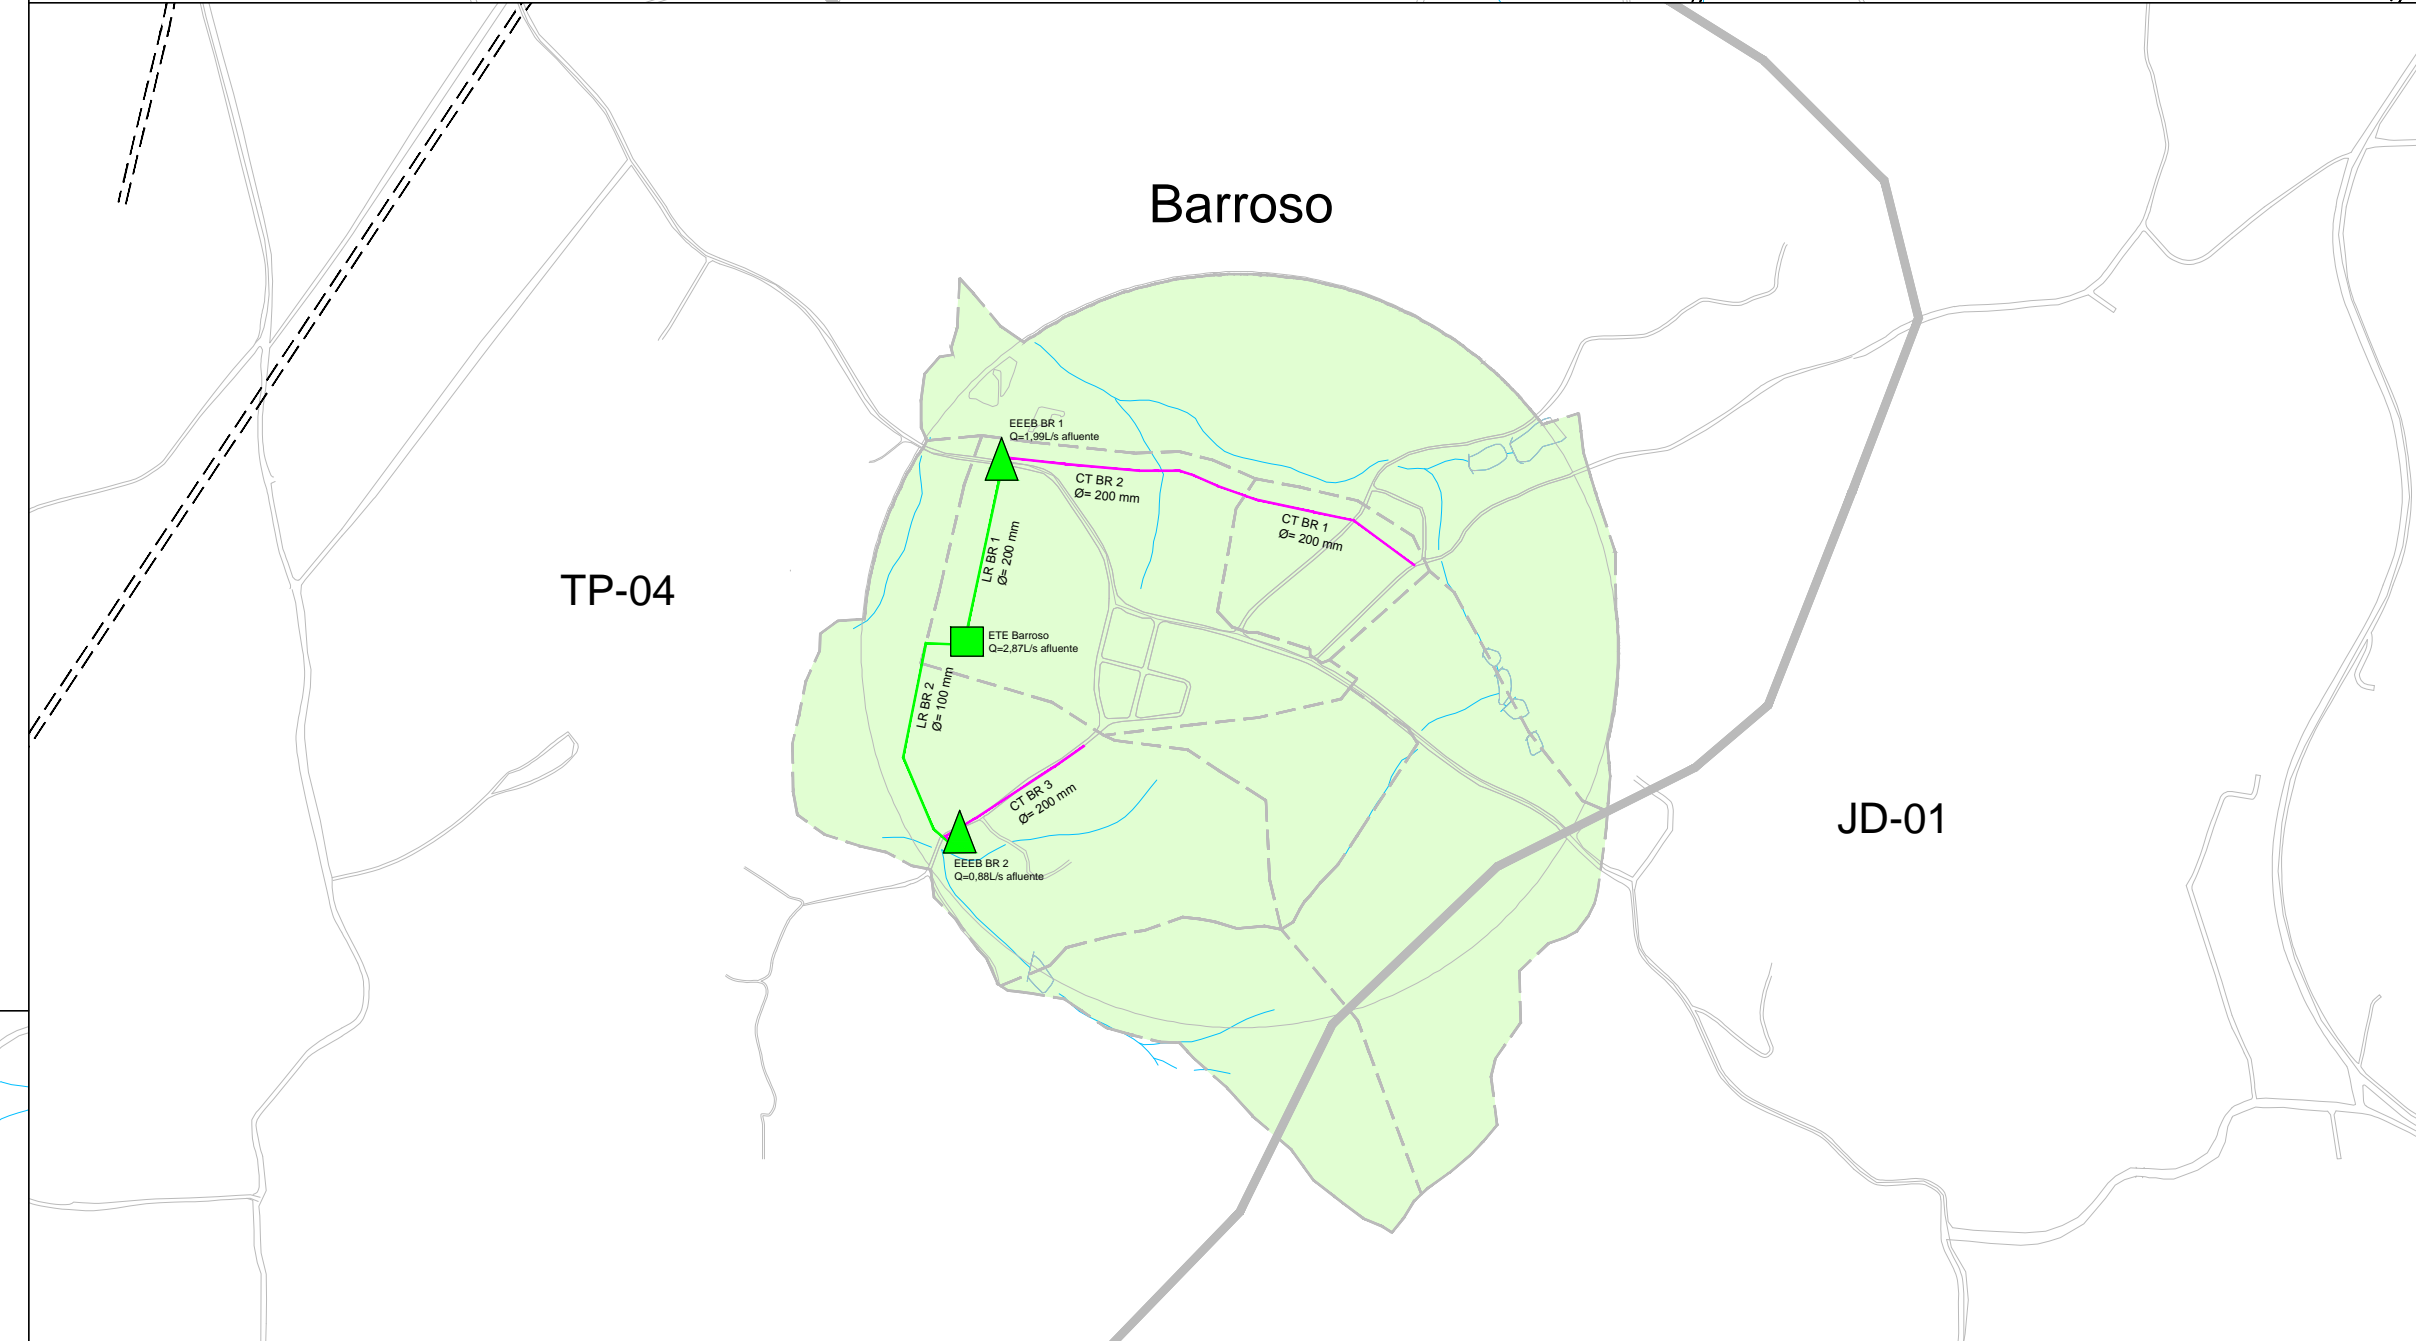 Barroso
EEEB BR 1
Q=1,99L/s afluente
CT BR 2
Ø= 200 mm
CT BR 1
Ø= 200 mm
LR BR 1
Ø= 200 mm
TP-04
ETE Barroso
Q=2,87L/s afluente
LR BR 2
Ø= 100 mm
CT BR 3
Ø= 200 mm
JD-01
EEEB BR 2
Q=0,88L/s afluente